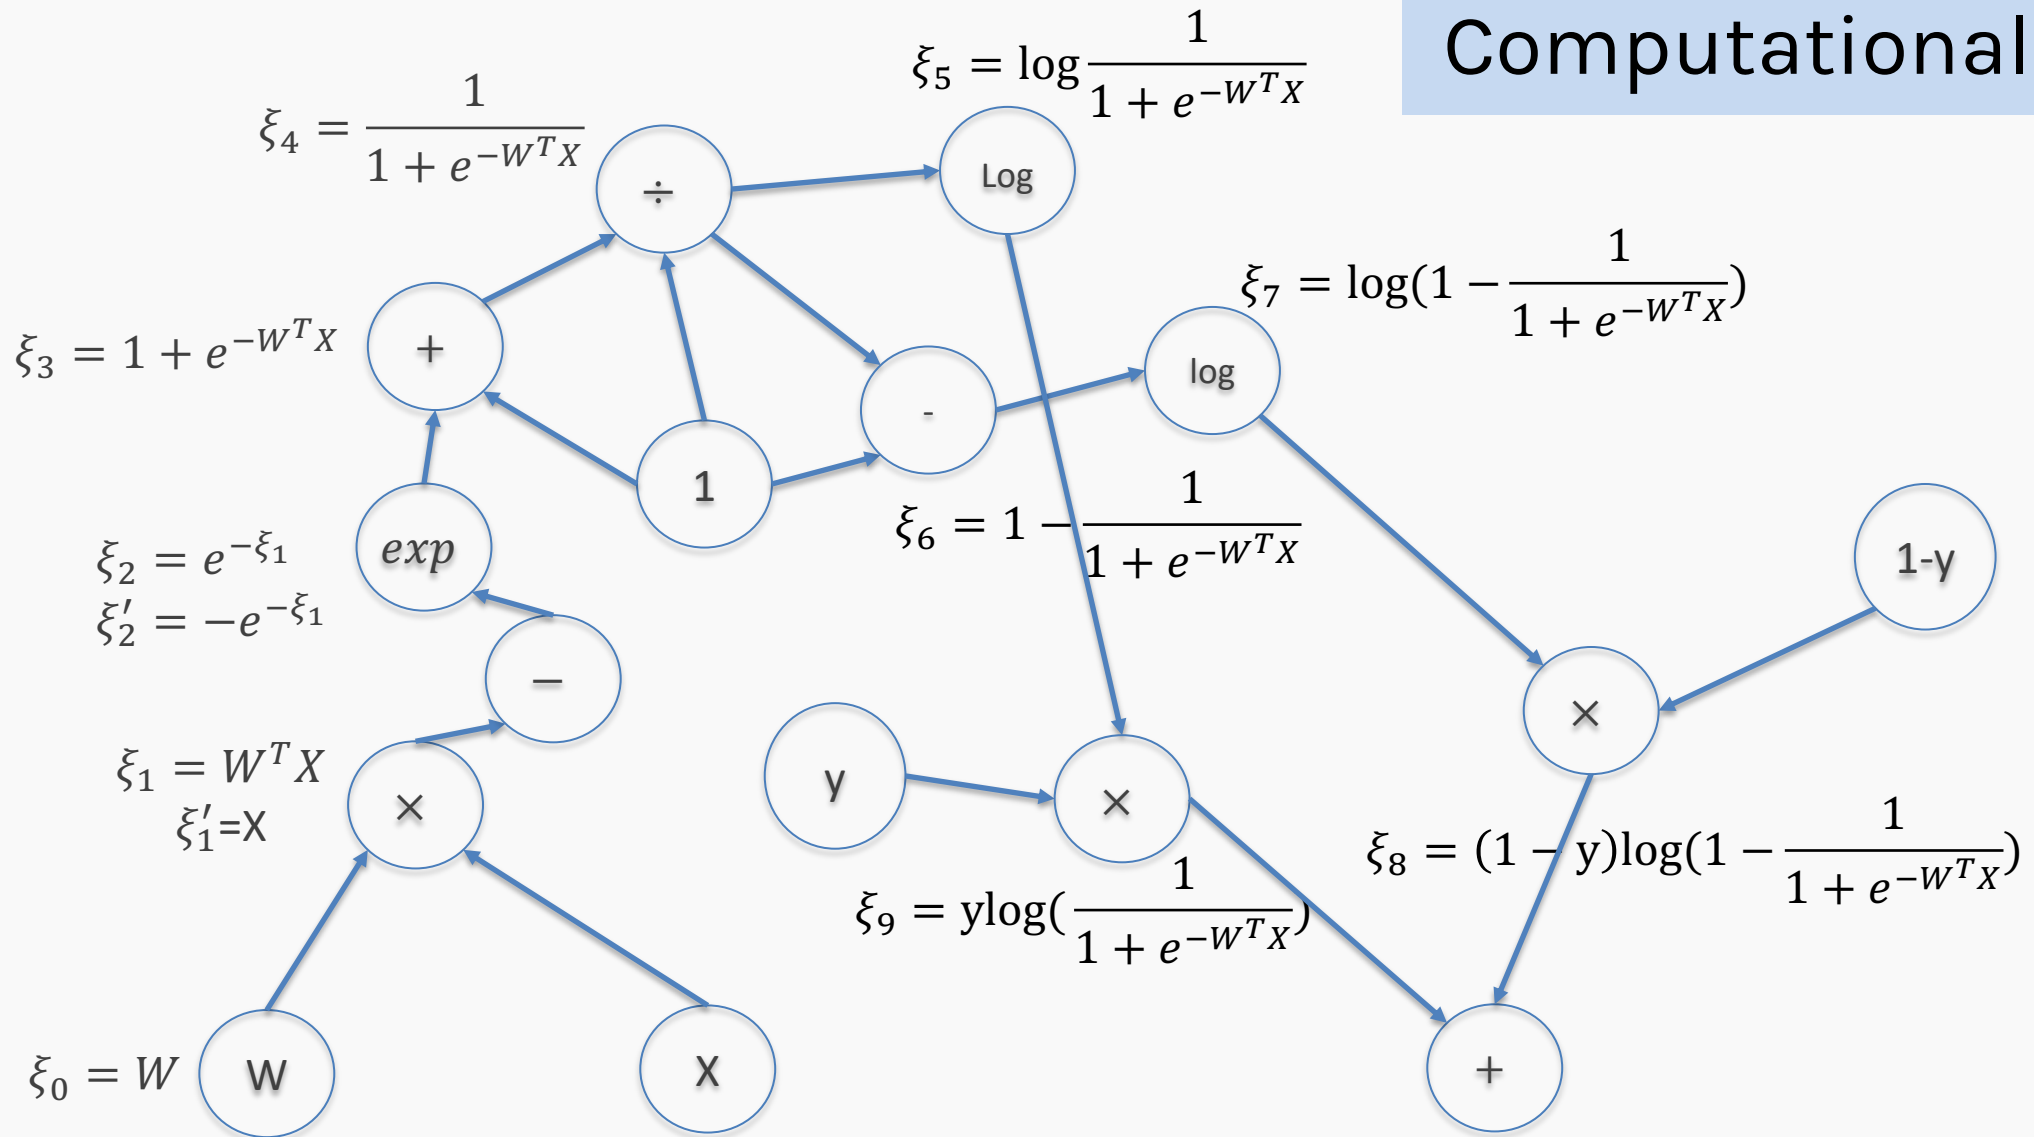 Computational
ξ₅ = log 1/(1 + e^{-W^T X})
ξ₄ = 1/(1 + e^{-W^T X})
÷
Log
ξ₇ = log(1 − 1/(1 + e^{-W^T X}))
ξ₃ = 1 + e^{-W^T X}
+
log
-
1
ξ₆ = 1 − 1/(1 + e^{-W^T X})
ξ₂ = e^{-ξ₁}
exp
1-y
ξ₂′ = −e^{-ξ₁}
−
×
ξ₁ = W^T X
ξ₁′=X
×
y
×
ξ₈ = (1 − y)log(1 − 1/(1 + e^{-W^T X}))
ξ₉ = ylog(1/(1 + e^{-W^T X}))
ξ₀ = W
W
X
+